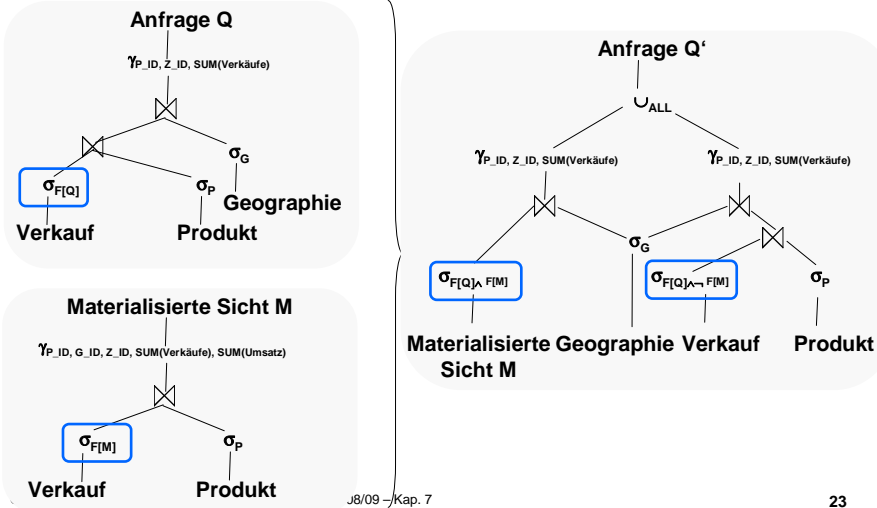 Anfrage Q
γP_ID, Z_ID, SUM(Verkäufe)
σF[Q]
σP
σG
Geographie
Verkauf
Produkt
Materialisierte Sicht M
γP_ID, G_ID, Z_ID, SUM(Verkäufe), SUM(Umsatz)
σF[M]
σP
Verkauf
Produkt
Anfrage Q‘
∪ALL
γP_ID, Z_ID, SUM(Verkäufe)
γP_ID, Z_ID, SUM(Verkäufe)
σG
σF[Q]∧ F[M]
σF[Q]∧¬ F[M]
σP
Materialisierte Sicht M
Geographie
Verkauf
Produkt
08/09 – Kap. 7
23